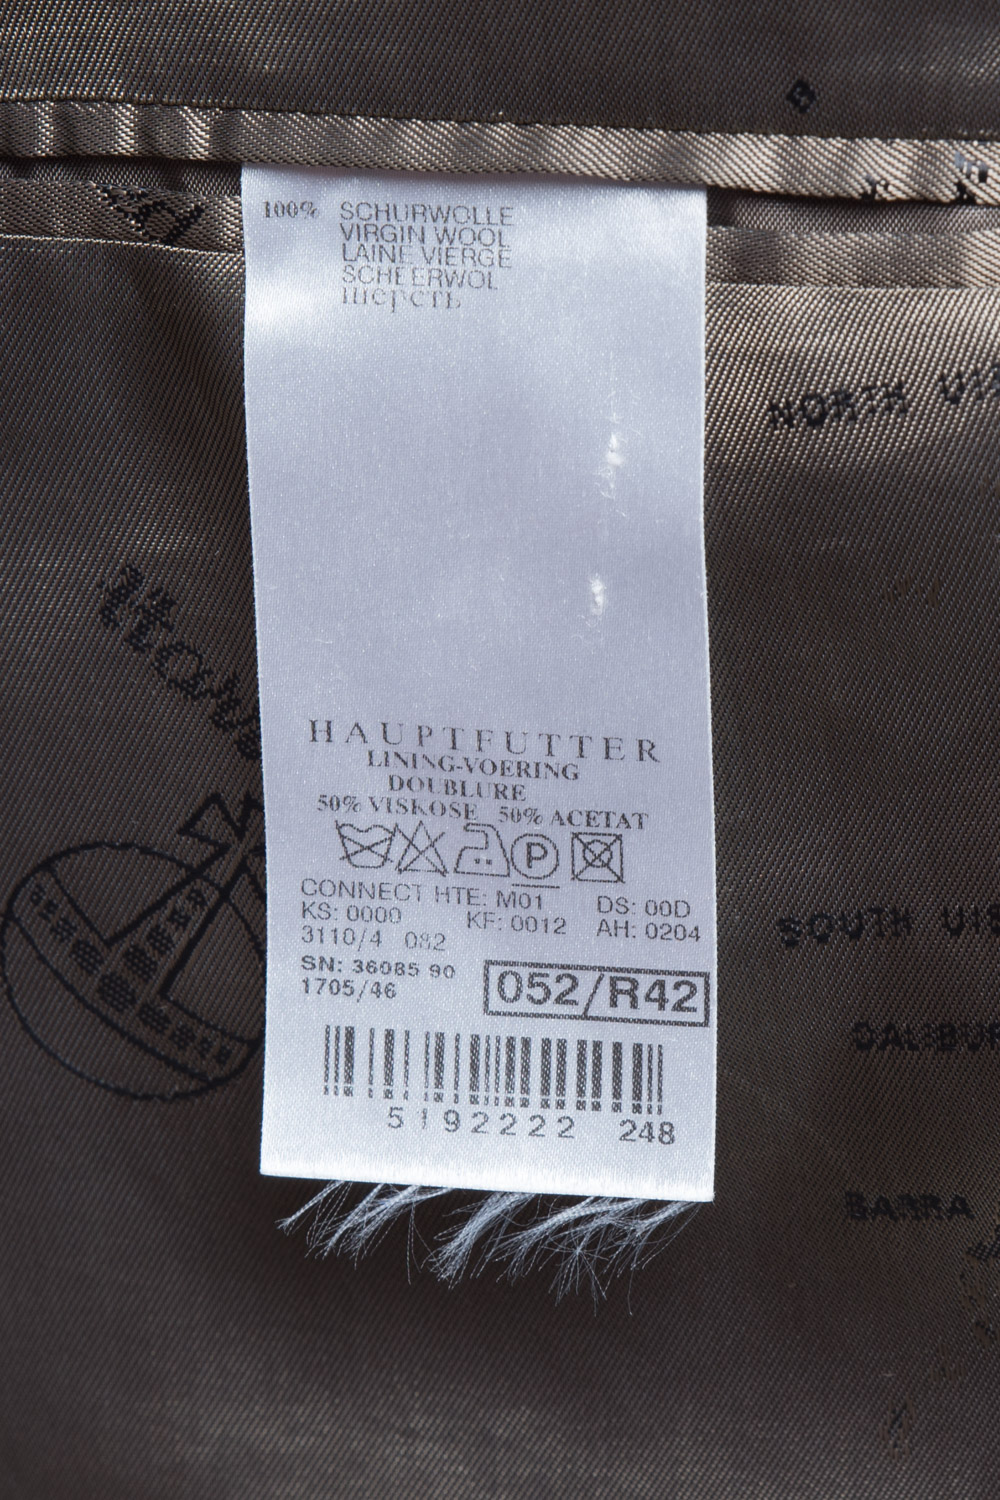 100% SCHURWOLLE
VIRGIN WOOL
LAINE VIERGE
SCHEERWOL
шерсть
NORTH
HAUPTFUTTER
LINING-VOERING
DOUBLURE
50% VISKOSE 50% ACETAT
P
CONNECT HTE: M01 DS: 00D
KS: 0000 KF: 0012 AH: 0204
3110/4 082
SN: 36085 90
1705/46
052/R42
5192222 248
SOUTH
BARRA